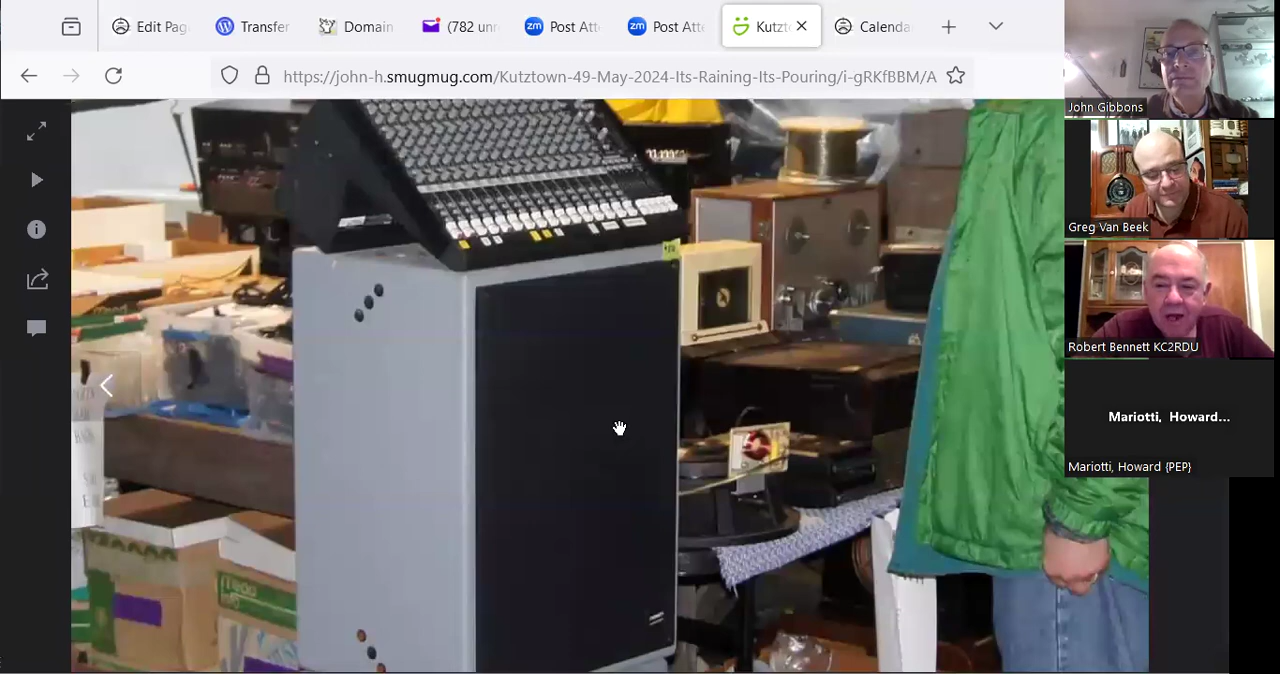 Edit Pag
Transfer
Domain
(782 unr
Post Att
Post Att
Kutzt
Calenda
https://john-h.smugmug.com/Kutztown-49-May-2024-Its-Raining-Its-Pouring/i-gRKfBBM/A
John Gibbons
Greg Van Beek
Robert Bennett KC2RDU
Mariotti, Howard...
Mariotti, Howard {PEP}